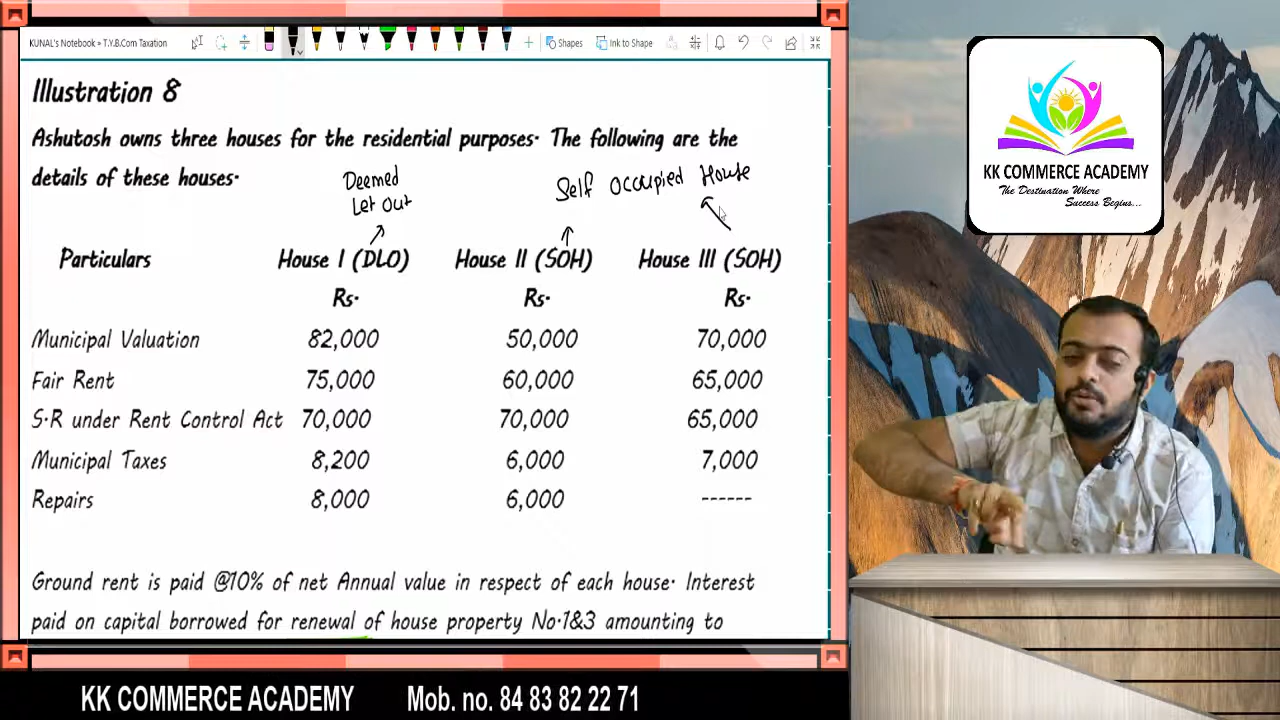 KUNAL's Notebook » T.Y.B.Com Taxation
Shapes
Ink to Shape
Illustration 8
Ashutosh owns three houses for the residential purposes. The following are the
details of these houses.
Deemed
Let Out
Self Occupied House
Particulars House I (DLO) House II (SOH) House III (SOH)
Rs. Rs. Rs.
Municipal Valuation 82,000 50,000 70,000
Fair Rent 75,000 60,000 65,000
S.R under Rent Control Act 70,000 70,000 65,000
Municipal Taxes 8,200 6,000 7,000
Repairs 8,000 6,000 ------
Ground rent is paid @10% of net Annual value in respect of each house. Interest
paid on capital borrowed for renewal of house property No.1&3 amounting to
KK COMMERCE ACADEMY
The Destination Where
Success Begins...
KK COMMERCE ACADEMY Mob. no. 84 83 82 22 71